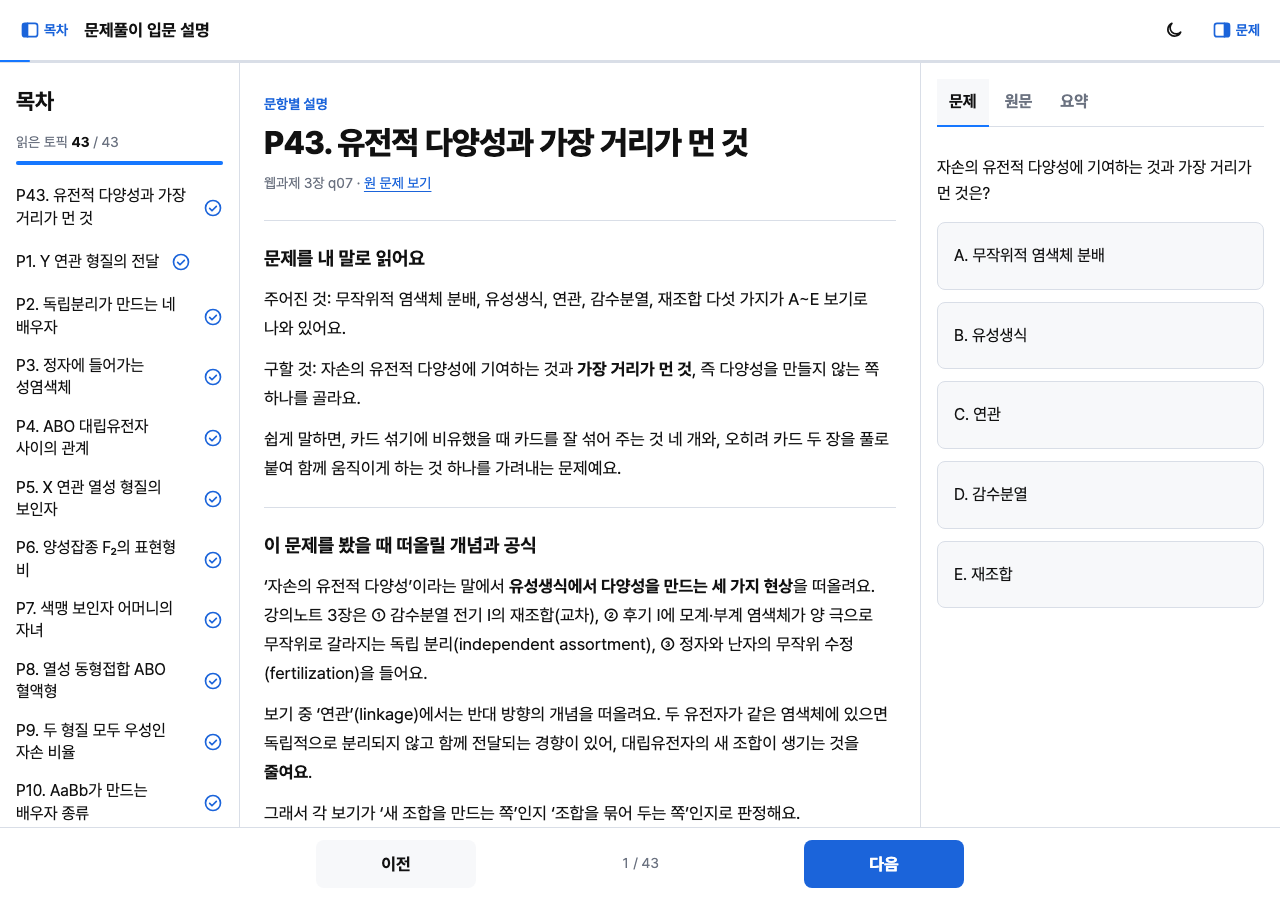 목차
문제풀이 입문 설명
문제
목차
읽은 토픽 43 / 43
P43. 유전적 다양성과 가장
거리가 먼 것
P1. Y 연관 형질의 전달
P2. 독립분리가 만드는 네
배우자
P3. 정자에 들어가는
성염색체
P4. ABO 대립유전자
사이의 관계
P5. X 연관 열성 형질의
보인자
P6. 양성잡종 F₂의 표현형
비
P7. 색맹 보인자 어머니의
자녀
P8. 열성 동형접합 ABO
혈액형
P9. 두 형질 모두 우성인
자손 비율
P10. AaBb가 만드는
배우자 종류
문항별 설명
P43. 유전적 다양성과 가장 거리가 먼 것
웹과제 3장 q07 · 원 문제 보기
문제를 내 말로 읽어요
주어진 것: 무작위적 염색체 분배, 유성생식, 연관, 감수분열, 재조합 다섯 가지가 A~E 보기로
나와 있어요.
구할 것: 자손의 유전적 다양성에 기여하는 것과 가장 거리가 먼 것, 즉 다양성을 만들지 않는 쪽
하나를 골라요.
쉽게 말하면, 카드 섞기에 비유했을 때 카드를 잘 섞어 주는 것 네 개와, 오히려 카드 두 장을 풀로
붙여 함께 움직이게 하는 것 하나를 가려내는 문제예요.
이 문제를 봤을 때 떠올릴 개념과 공식
‘자손의 유전적 다양성’이라는 말에서 유성생식에서 다양성을 만드는 세 가지 현상을 떠올려요.
강의노트 3장은 ① 감수분열 전기 I의 재조합(교차), ② 후기 I에 모계·부계 염색체가 양 극으로
무작위로 갈라지는 독립 분리(independent assortment), ③ 정자와 난자의 무작위 수정
(fertilization)을 들어요.
보기 중 ‘연관’(linkage)에서는 반대 방향의 개념을 떠올려요. 두 유전자가 같은 염색체에 있으면
독립적으로 분리되지 않고 함께 전달되는 경향이 있어, 대립유전자의 새 조합이 생기는 것을
줄여요.
그래서 각 보기가 ‘새 조합을 만드는 쪽’인지 ‘조합을 묶어 두는 쪽’인지로 판정해요.
문제
원문
요약
자손의 유전적 다양성에 기여하는 것과 가장 거리가
먼 것은?
A. 무작위적 염색체 분배
B. 유성생식
C. 연관
D. 감수분열
E. 재조합
이전
1 / 43
다음